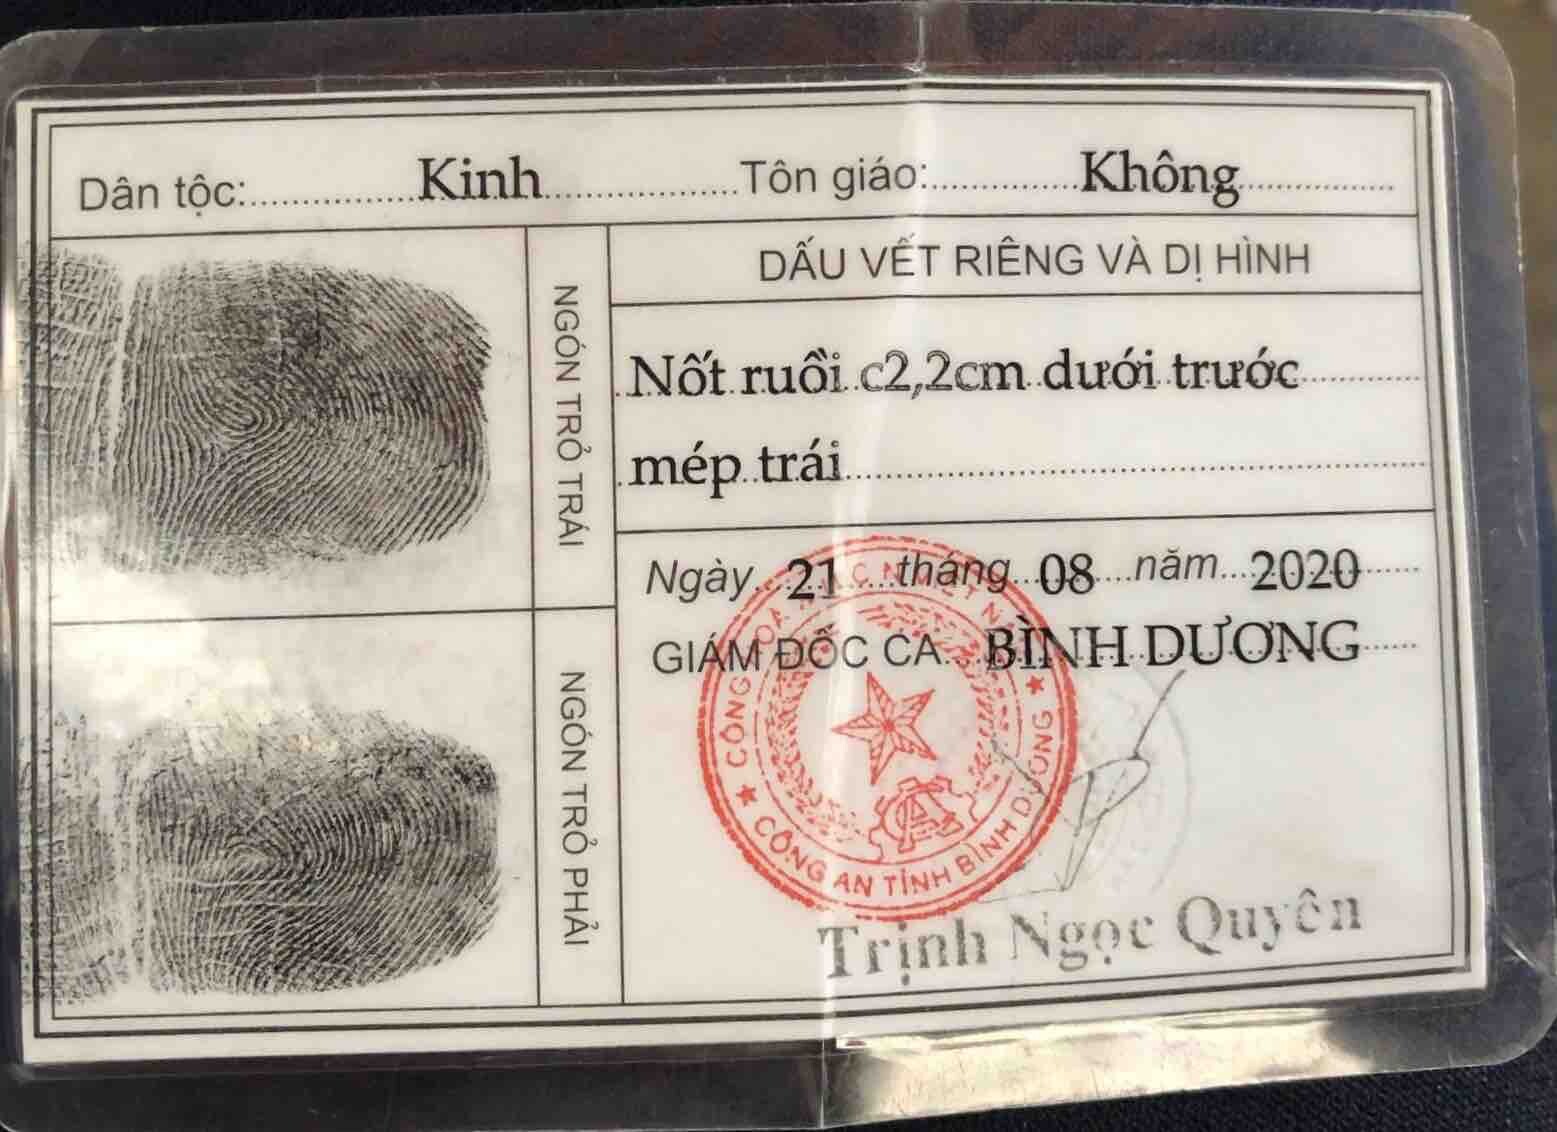 Dân tộc: Kinh Tôn giáo: Không
NGÓN TRỎ TRÁI
NGÓN TRỎ PHẢI
DẤU VẾT RIÊNG VÀ DỊ HÌNH
Nốt ruồi c2,2cm dưới trước
mép trái
Ngày 21 tháng 08 năm 2020
GIÁM ĐỐC CA BÌNH DƯƠNG
CÔNG AN TỈNH BÌNH DƯƠNG
Trịnh Ngọc Quyên